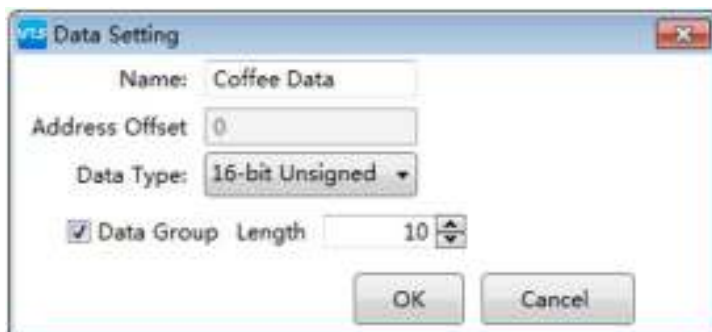 VTS Data Setting
Name: Coffee Data
Address Offset 0
Data Type: 16-bit Unsigned
Data Group Length 10
OK Cancel